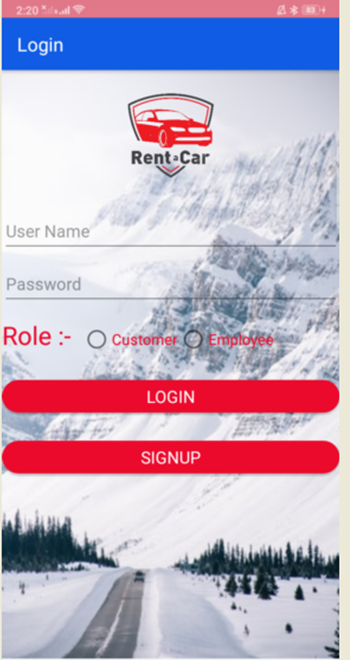 2:20
Login
Rent a Car
User Name
Password
Role :- Customer Employee
LOGIN
SIGNUP